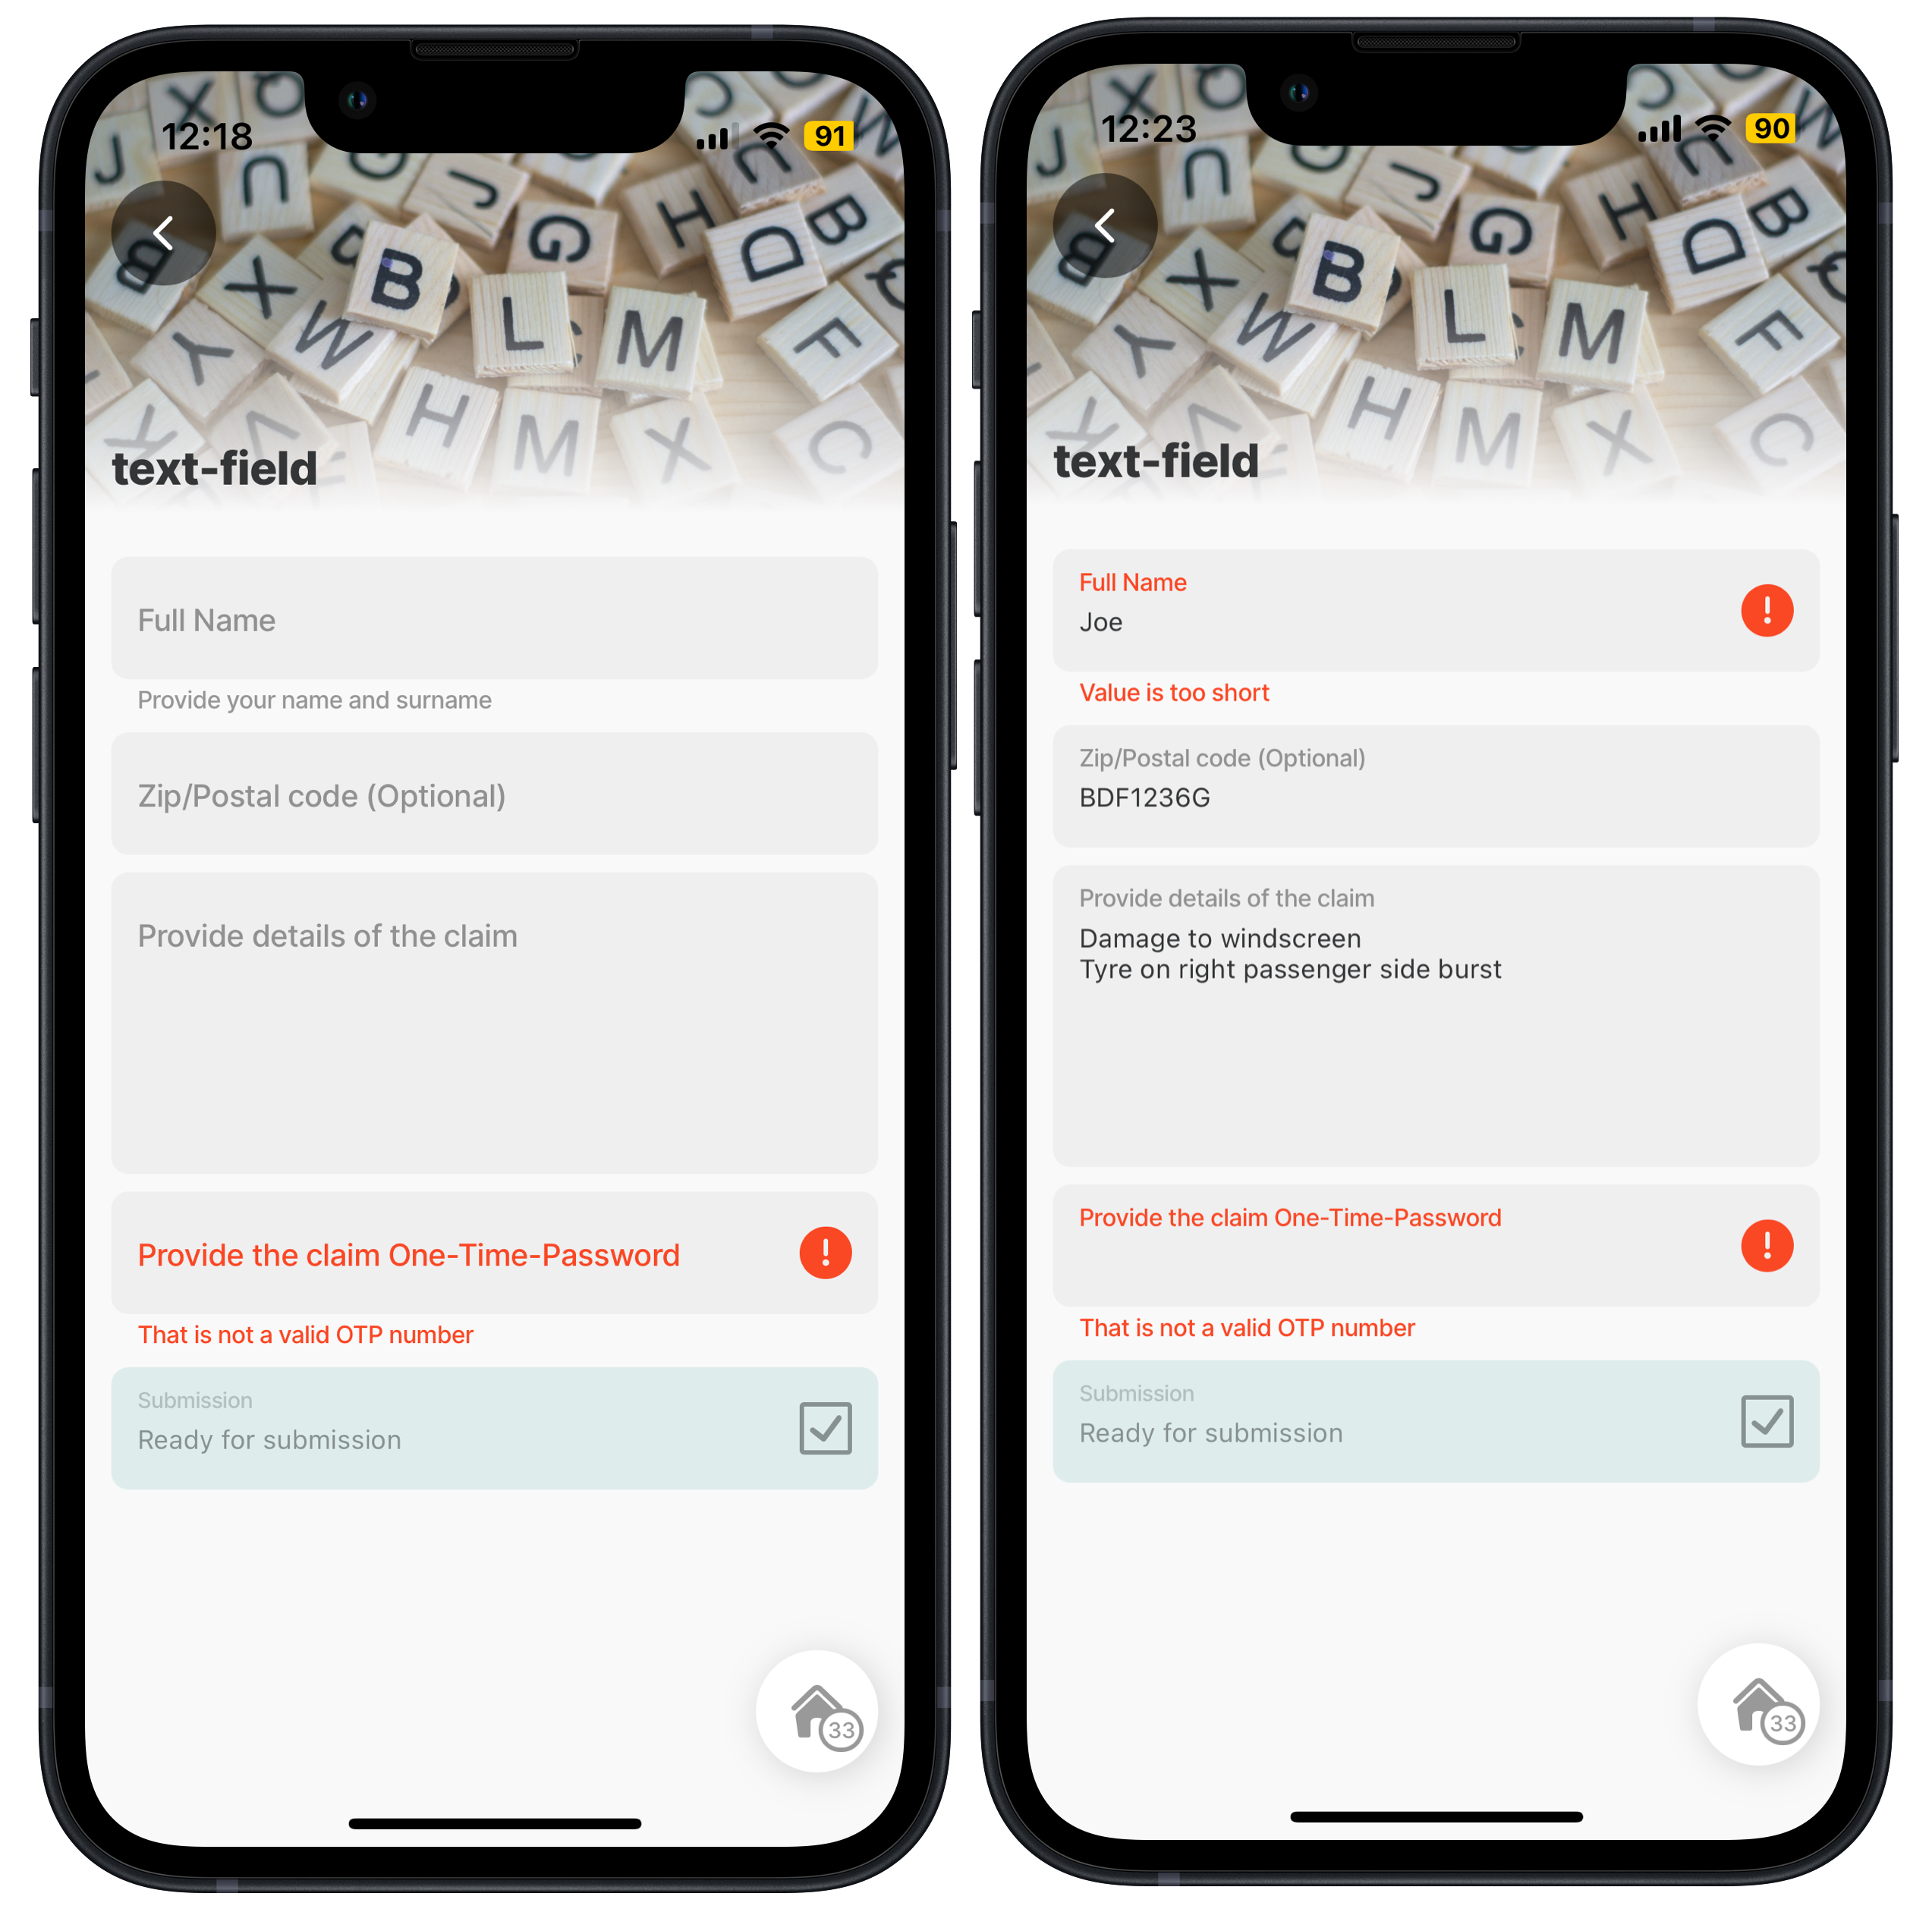 12:18
91
J X Q C W
U G J H B
B X B G D Q
Y W L M F
K V H M X C
text-field
Full Name
Provide your name and surname
Zip/Postal code (Optional)
Provide details of the claim
Provide the claim One-Time-Password
That is not a valid OTP number
Submission
Ready for submission
33
12:23
90
J X Q C W
U G J H B
B X B G D Q
Y W L M F
K V H M X C
text-field
Full Name
Joe
Value is too short
Zip/Postal code (Optional)
BDF1236G
Provide details of the claim
Damage to windscreen
Tyre on right passenger side burst
Provide the claim One-Time-Password
That is not a valid OTP number
Submission
Ready for submission
33